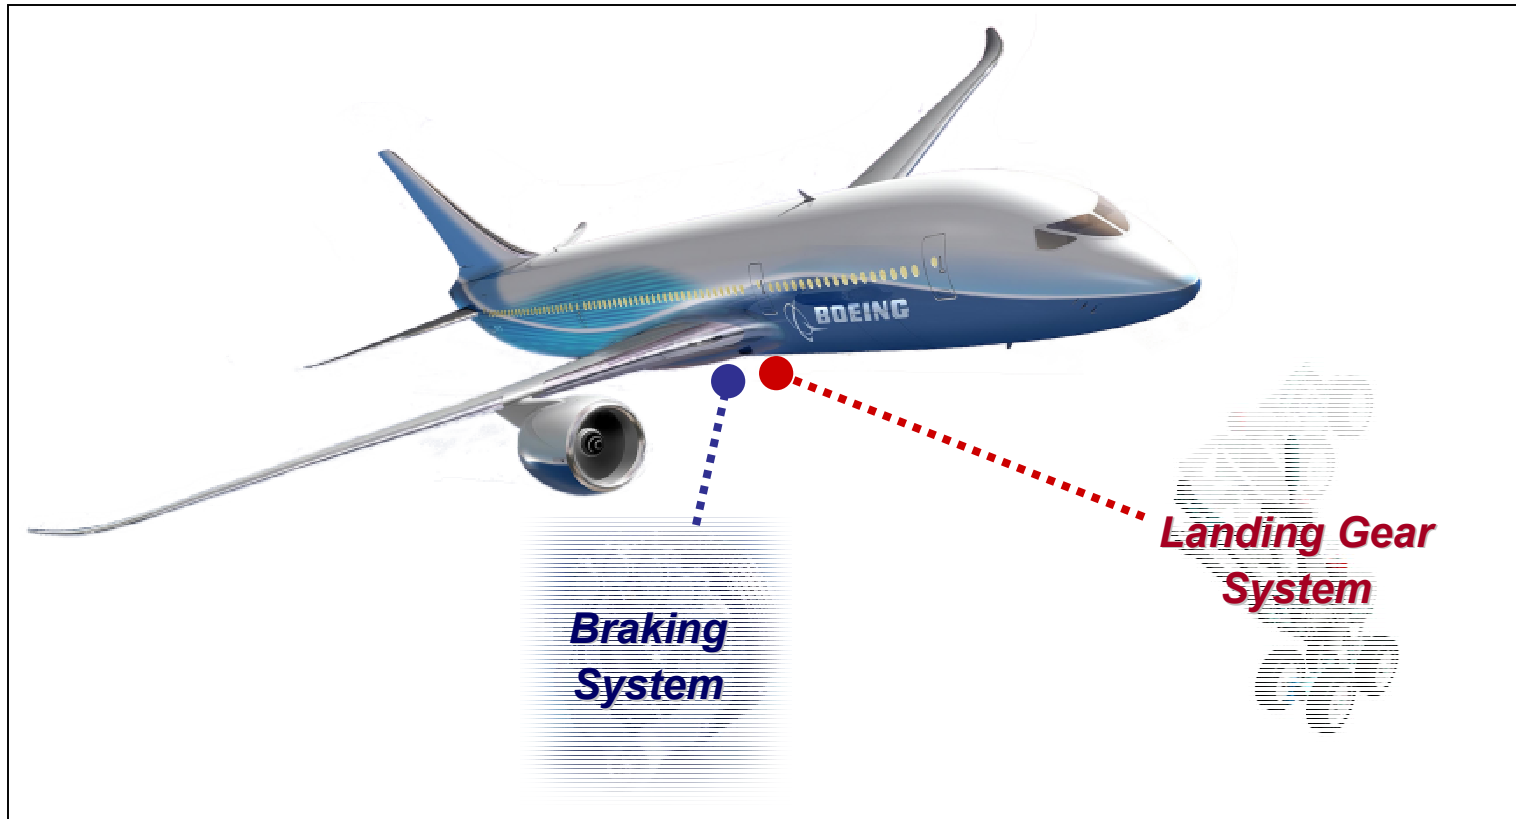 BOEING
Landing Gear
System
Braking
System